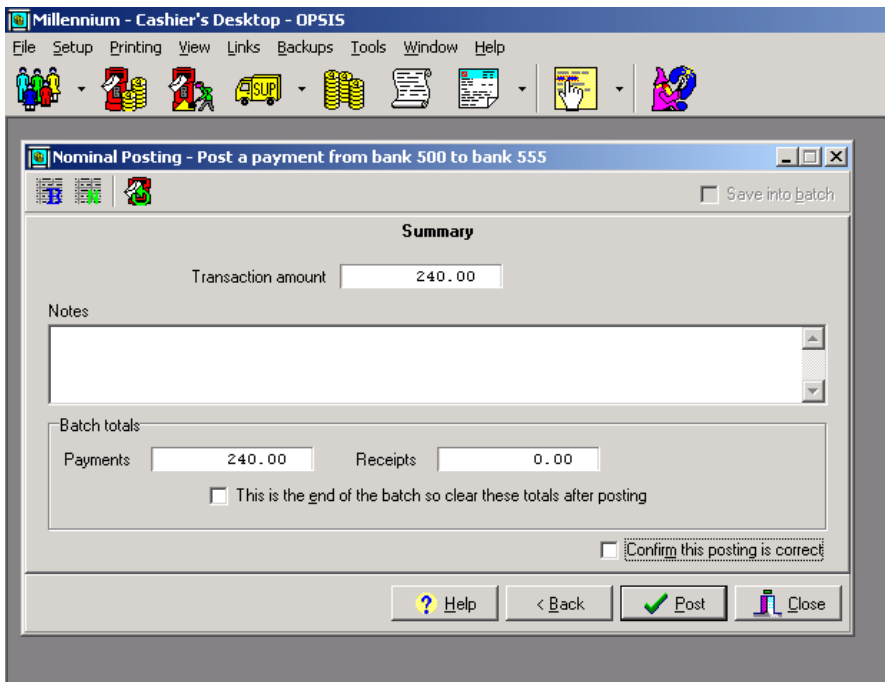 Millennium - Cashier's Desktop - OPSIS
File Setup Printing View Links Backups Tools Window Help
SUP
Nominal Posting - Post a payment from bank 500 to bank 555
B
Save into batch
Summary
Transaction amount 240.00
Notes
Batch totals
Payments 240.00 Receipts 0.00
This is the end of the batch so clear these totals after posting
Confirm this posting is correct
? Help < Back Post Close